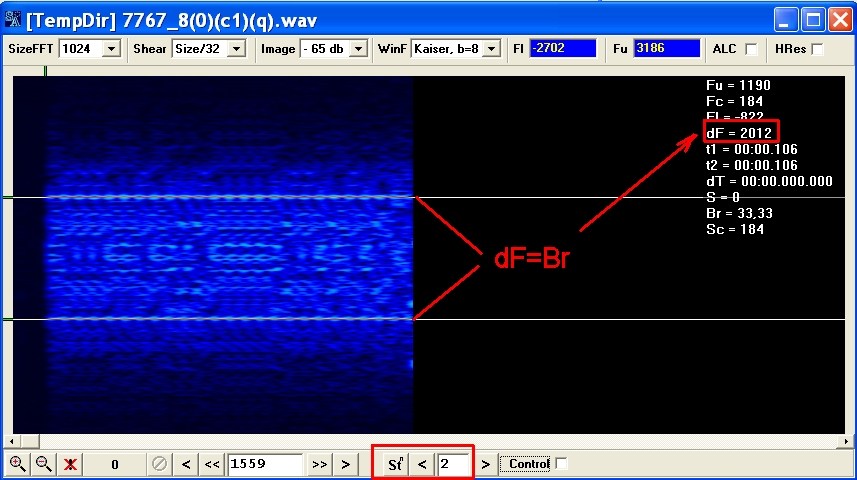 [TempDir] 7767_8(0)(c1)(q).wav
SizeFFT 1024 Shear Size/32 Image - 65 db WinF Kaiser, b=8 Fl -2702 Fu 3186 ALC HRes
Fu = 1190
Fc = 184
Fl = -822
dF = 2012
t1 = 00:00.106
t2 = 00:00.106
dT = 00:00.000.000
S = 0
Br = 33,33
Sc = 184
dF=Br
0 < << 1559 >> > Stⁿ < 2 > Control